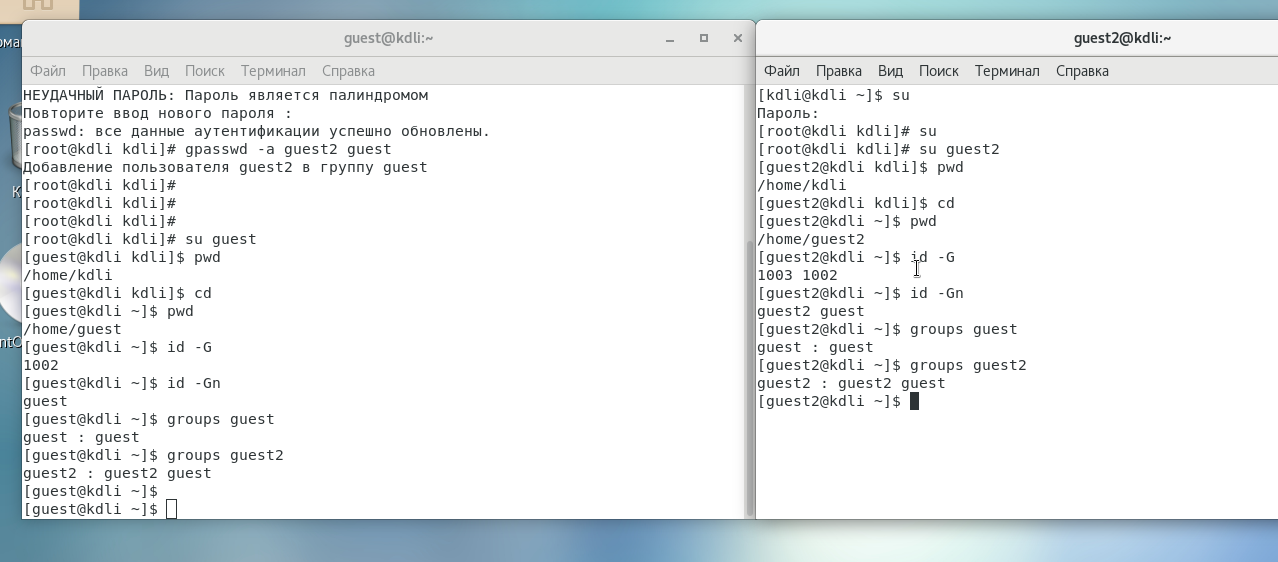 guest@kdli:~
Файл Правка Вид Поиск Терминал Справка
НЕУДАЧНЫЙ ПАРОЛЬ: Пароль является палиндромом
Повторите ввод нового пароля :
passwd: все данные аутентификации успешно обновлены.
[root@kdli kdli]# gpasswd -a guest2 guest
Добавление пользователя guest2 в группу guest
[root@kdli kdli]#
[root@kdli kdli]#
[root@kdli kdli]#
[root@kdli kdli]# su guest
[guest@kdli kdli]$ pwd
/home/kdli
[guest@kdli kdli]$ cd
[guest@kdli ~]$ pwd
/home/guest
[guest@kdli ~]$ id -G
1002
[guest@kdli ~]$ id -Gn
guest
[guest@kdli ~]$ groups guest
guest : guest
[guest@kdli ~]$ groups guest2
guest2 : guest2 guest
[guest@kdli ~]$
[guest@kdli ~]$
guest2@kdli:~
Файл Правка Вид Поиск Терминал Справка
[kdli@kdli ~]$ su
Пароль:
[root@kdli kdli]# su
[root@kdli kdli]# su guest2
[guest2@kdli kdli]$ pwd
/home/kdli
[guest2@kdli kdli]$ cd
[guest2@kdli ~]$ pwd
/home/guest2
[guest2@kdli ~]$ id -G
1003 1002
[guest2@kdli ~]$ id -Gn
guest2 guest
[guest2@kdli ~]$ groups guest
guest : guest
[guest2@kdli ~]$ groups guest2
guest2 : guest2 guest
[guest2@kdli ~]$